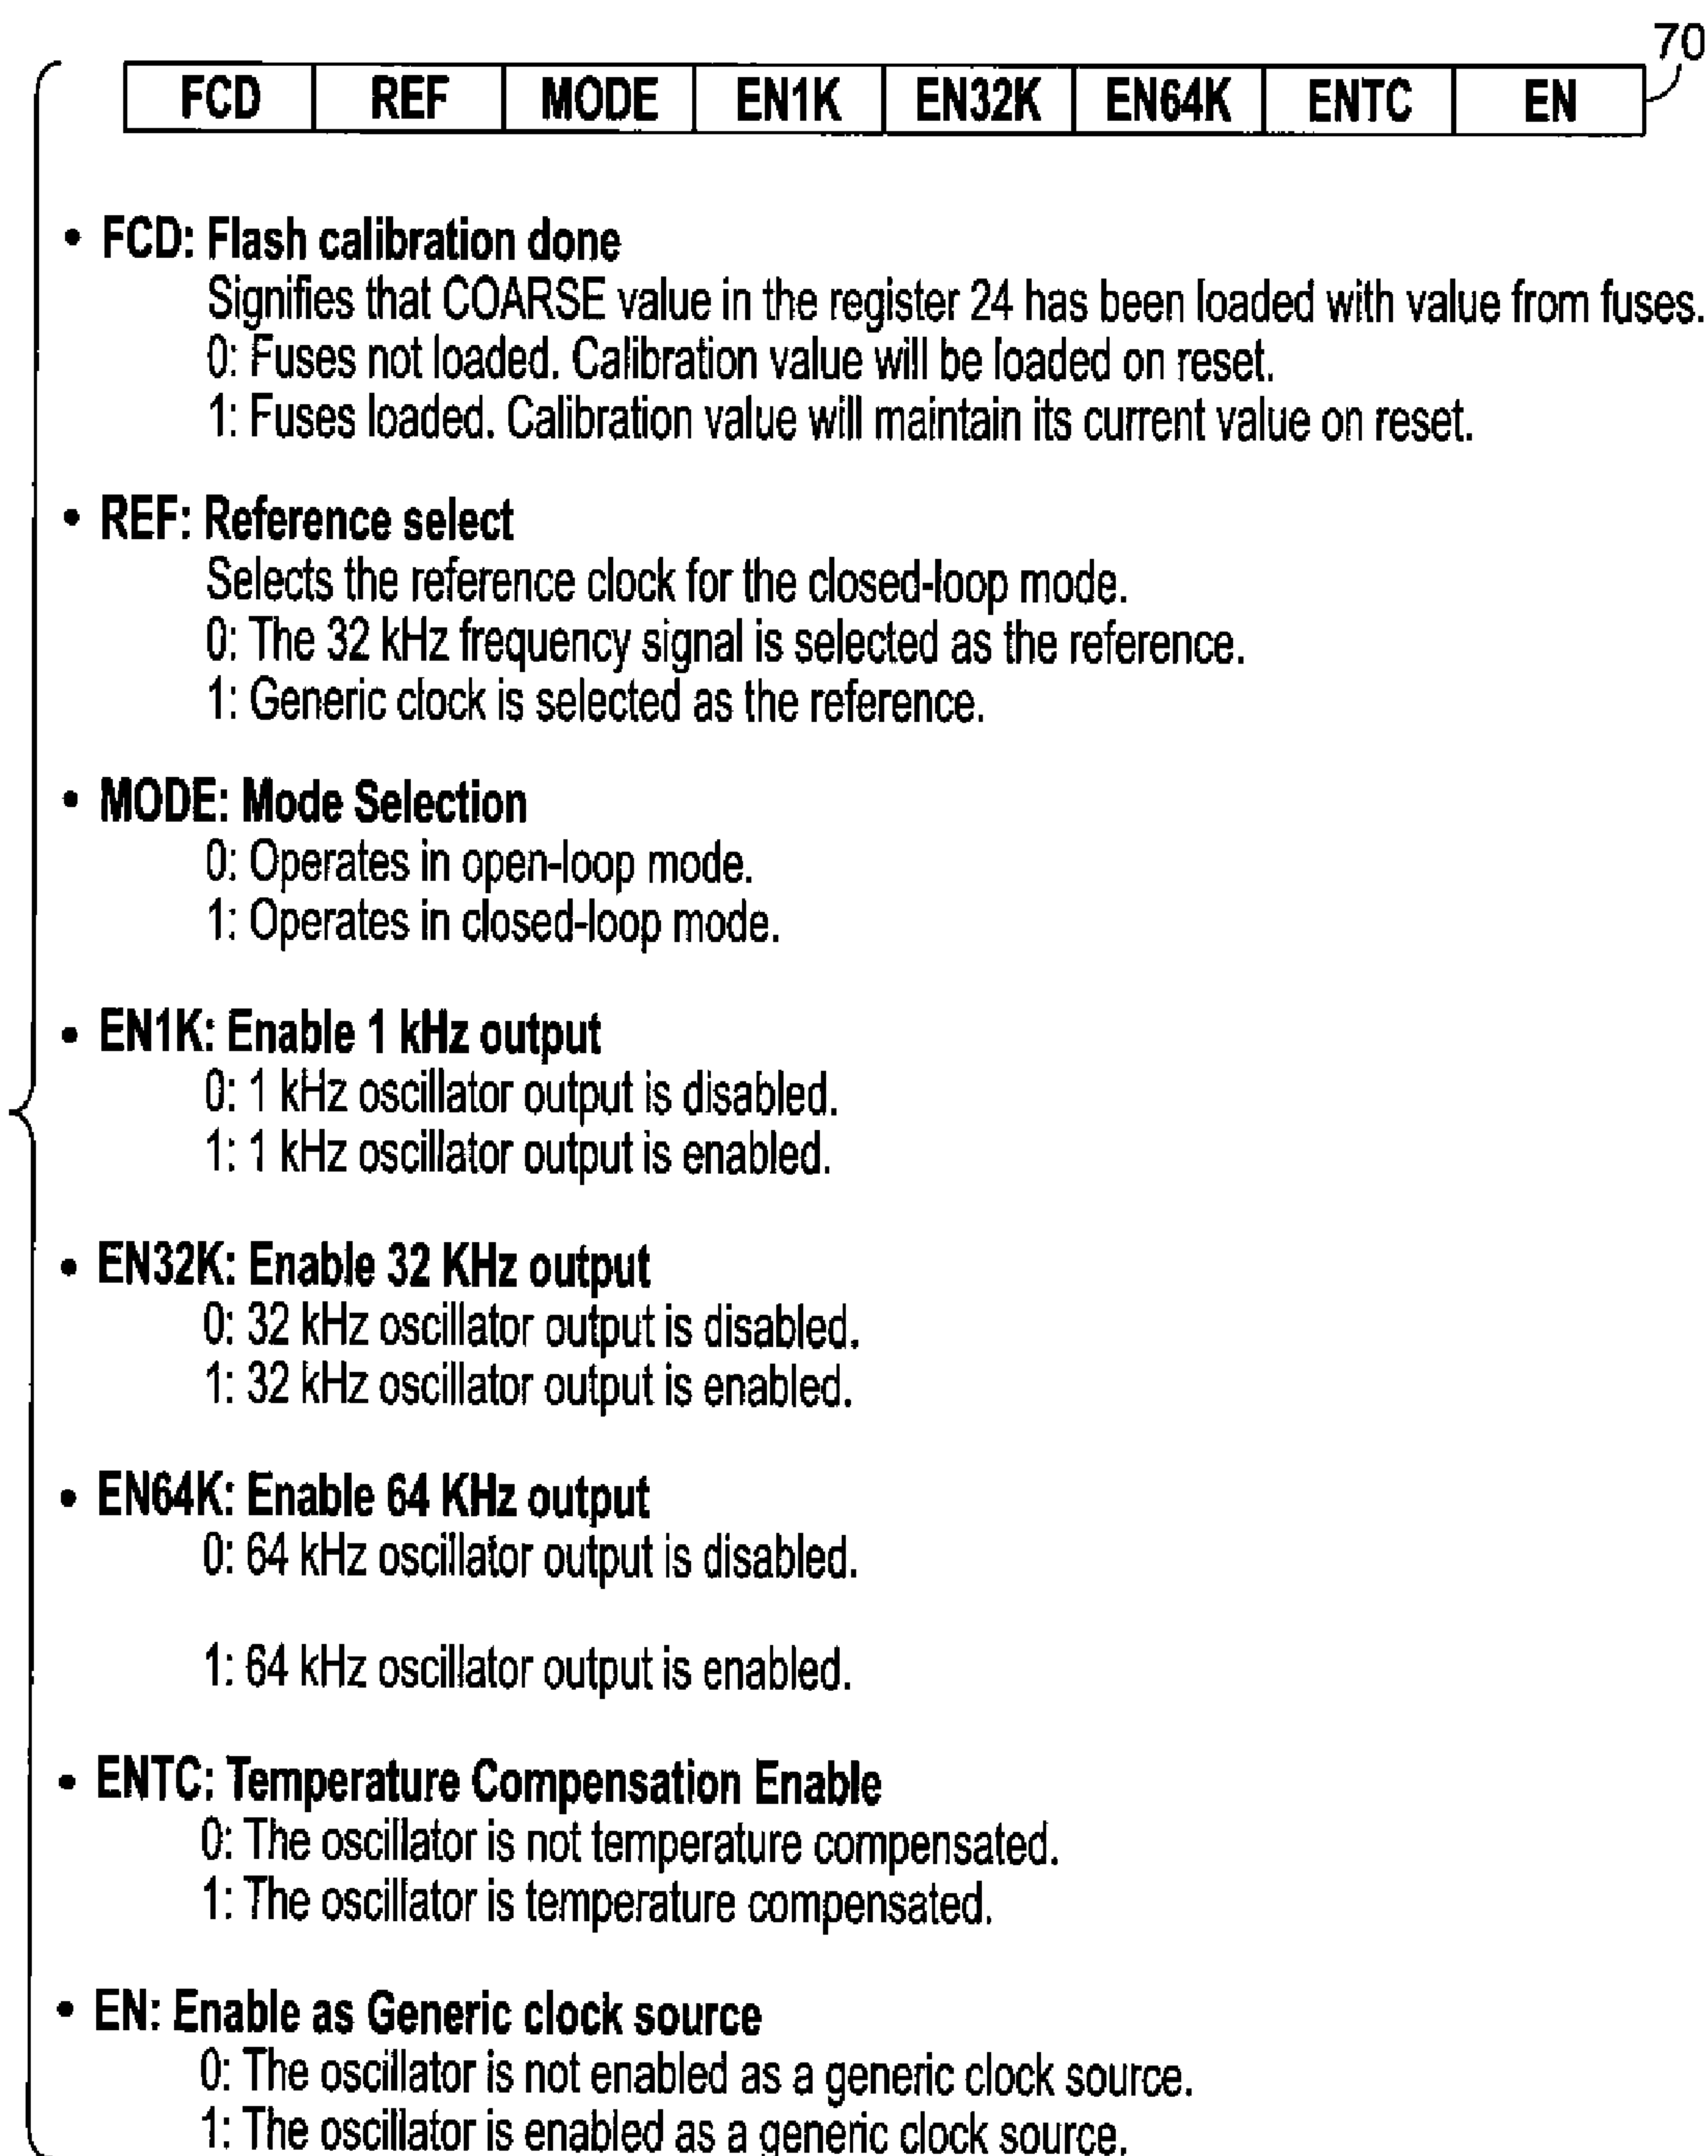 70
FCD REF MODE EN1K EN32K EN64K ENTC EN
• FCD: Flash calibration done
Signifies that COARSE value in the register 24 has been loaded with value from fuses.
0: Fuses not loaded. Calibration value will be loaded on reset.
1: Fuses loaded. Calibration value will maintain its current value on reset.
• REF: Reference select
Selects the reference clock for the closed-loop mode.
0: The 32 kHz frequency signal is selected as the reference.
1: Generic clock is selected as the reference.
• MODE: Mode Selection
0: Operates in open-loop mode.
1: Operates in closed-loop mode.
• EN1K: Enable 1 kHz output
0: 1 kHz oscillator output is disabled.
1: 1 kHz oscillator output is enabled.
• EN32K: Enable 32 KHz output
0: 32 kHz oscillator output is disabled.
1: 32 kHz oscillator output is enabled.
• EN64K: Enable 64 KHz output
0: 64 kHz oscillator output is disabled.
1: 64 kHz oscillator output is enabled.
• ENTC: Temperature Compensation Enable
0: The oscillator is not temperature compensated.
1: The oscillator is temperature compensated.
• EN: Enable as Generic clock source
0: The oscillator is not enabled as a generic clock source.
1: The oscillator is enabled as a generic clock source.